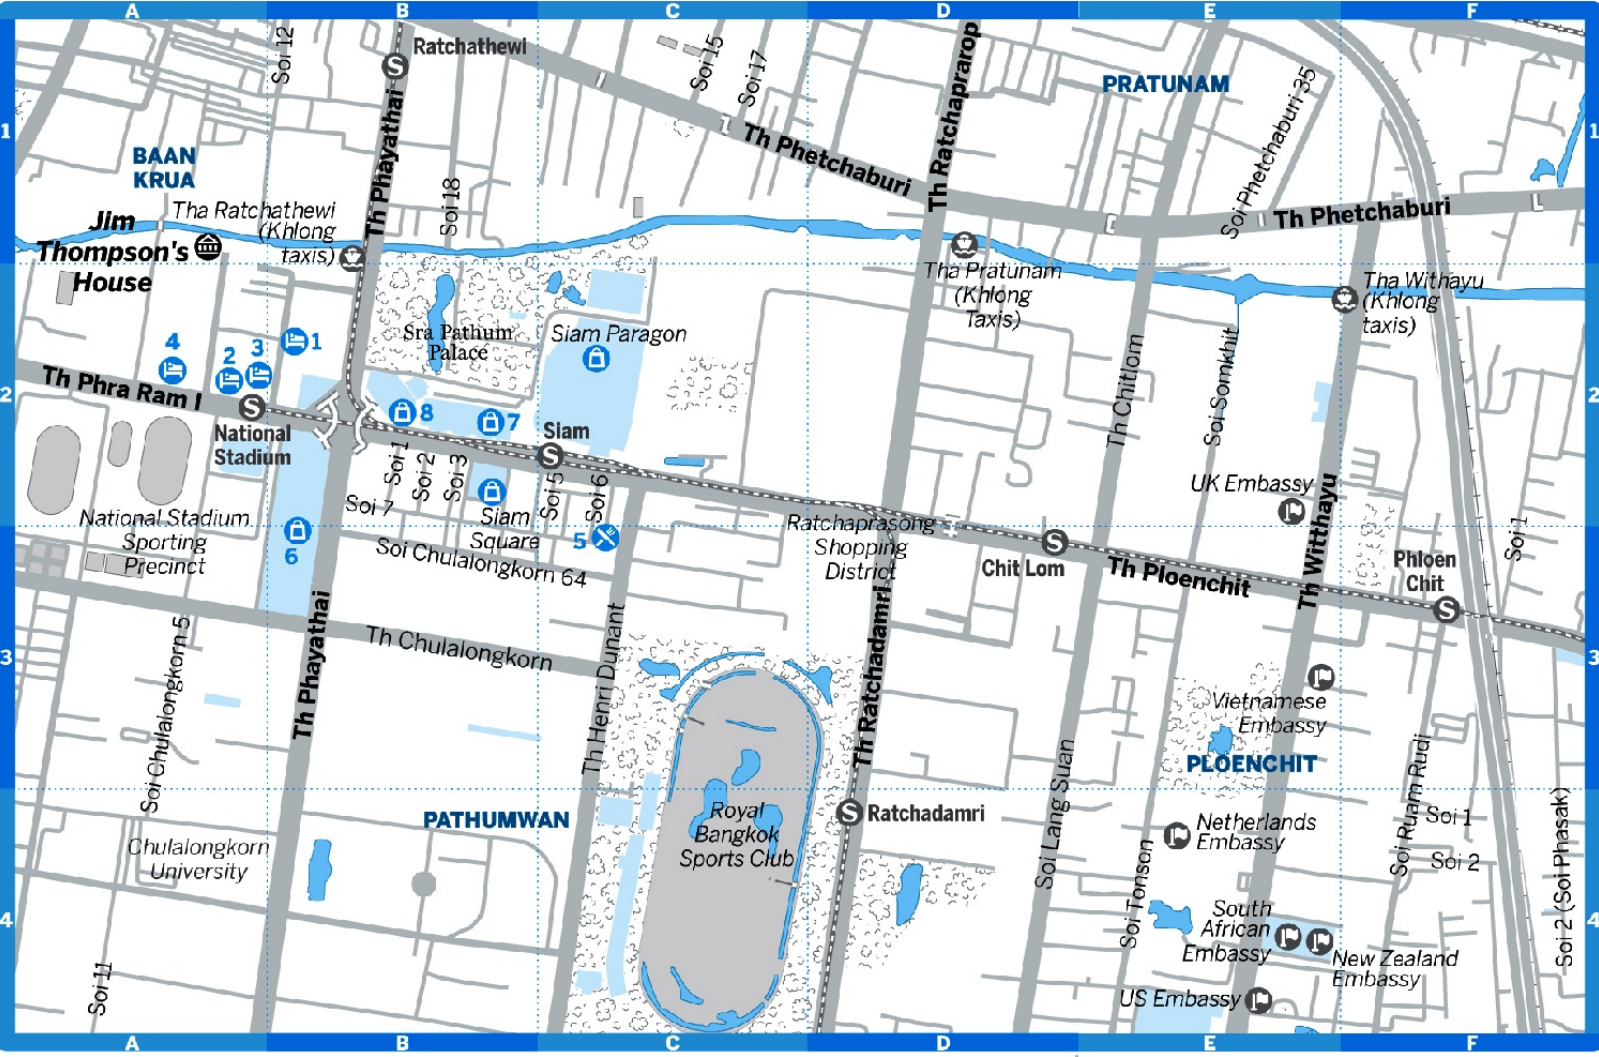 A B C D E F
1
2
3
4
1
2
3
4
Ratchathewi
Soi 12
Soi 15
Soi 17
Th Ratchaprarop
PRATUNAM
Soi Phetchaburi 35
Th Phayathai
Th Phetchaburi
BAAN
KRUA
Soi 18
Tha Ratchathewi
(Khlong
taxis)
Jim
Thompson's
House
Th Phetchaburi
Tha Pratunam
(Khlong
Taxis)
Tha Withayu
(Khlong
taxis)
Sra Pathum
Palace
Siam Paragon
4
2
3
1
Th Phra Ram I
8
7
National
Stadium
Siam
Soi 1
Soi 2
Soi 3
Soi 5
Soi 6
Soi 7
Siam
Square
5
6
Th Chitlom
Soi Somkhit
UK Embassy
Th Witthayu
National Stadium
Sporting
Precinct
Soi Chulalongkorn 64
Ratchaprasong
Shopping
District
Chit Lom
Th Ploenchit
Phloen
Chit
Soi 1
Th Phayathai
Th Chulalongkorn
Th Henri Dunant
Th Ratchadamri
Soi Chulalongkorn 5
Vietnamese
Embassy
PLOENCHIT
Soi Lang Suan
Soi Ruam Rudi
PATHUMWAN
Royal
Bangkok
Sports Club
Ratchadamri
Netherlands
Embassy
Soi 1
Soi 2
Soi 2 (Soi Phasak)
Chulalongkorn
University
Soi Tonson
South
African
Embassy
New Zealand
Embassy
US Embassy
Soi 11
A B C D E F